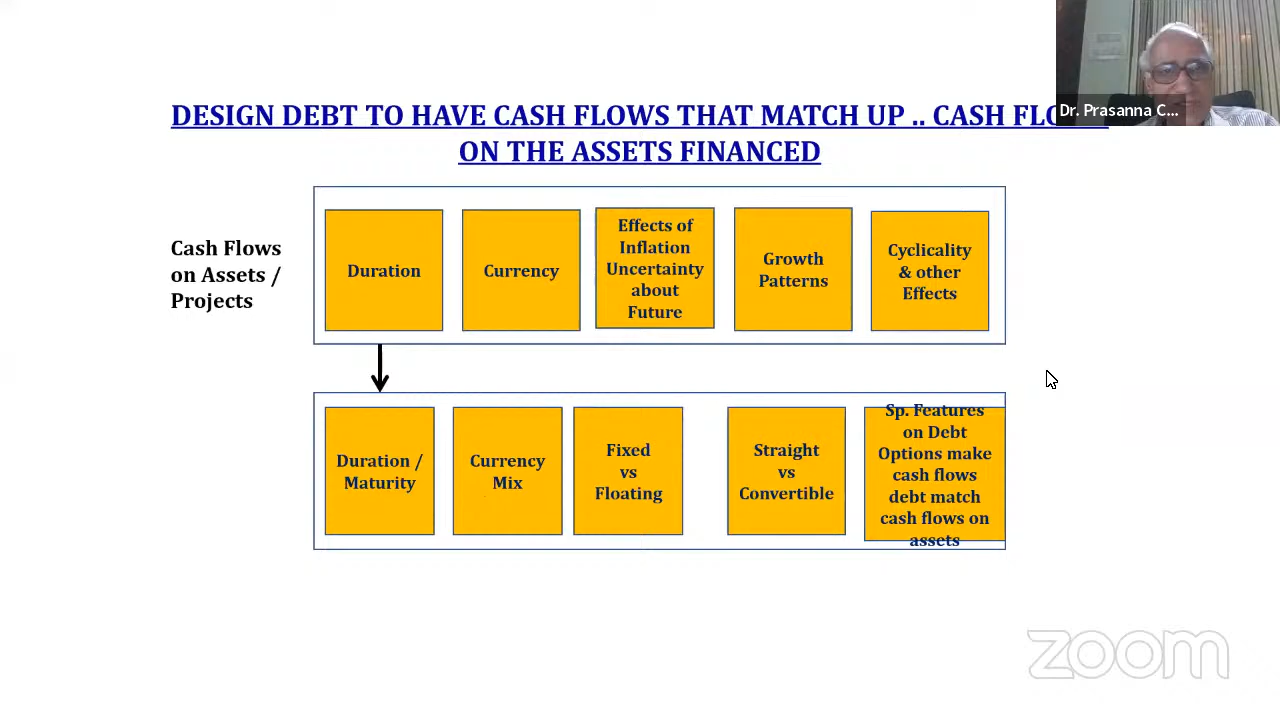 Dr. Prasanna C...
DESIGN DEBT TO HAVE CASH FLOWS THAT MATCH UP .. CASH
ON THE ASSETS FINANCED
Cash Flows
on Assets /
Projects
Duration
Currency
Effects of
Inflation
Uncertainty
about
Future
Growth
Patterns
Cyclicality
& other
Effects
Duration /
Maturity
Currency
Mix
Fixed
vs
Floating
Straight
vs
Convertible
Sp. Features
on Debt
Options make
cash flows
debt match
cash flows on
assets
zoom